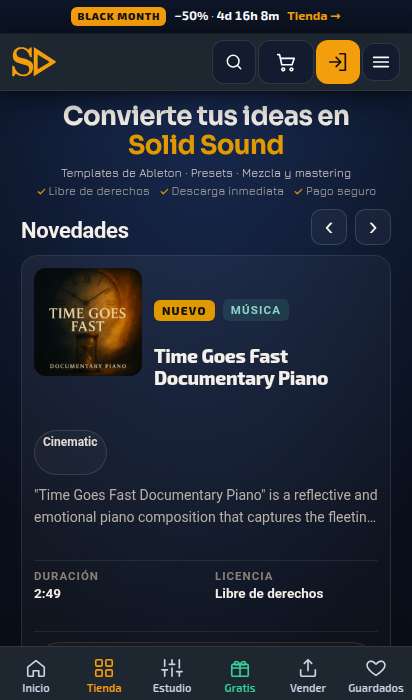 BLACK MONTH −50% · 4d 16h 8m Tienda →
Convierte tus ideas en
Solid Sound
Templates de Ableton · Presets · Mezcla y mastering
✓ Libre de derechos ✓ Descarga inmediata ✓ Pago seguro
Novedades
TIME GOES
FAST
DOCUMENTARY PIANO
NUEVO MÚSICA
Time Goes Fast
Documentary Piano
Cinematic
"Time Goes Fast Documentary Piano" is a reflective and
emotional piano composition that captures the fleetin...
DURACIÓN LICENCIA
2:49 Libre de derechos
Inicio Tienda Estudio Gratis Vender Guardados